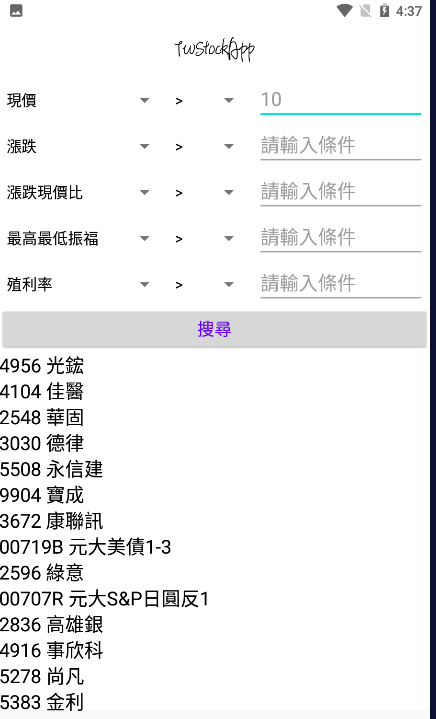 4:37
TwStockApp
現價 > 10
漲跌 > 請輸入條件
漲跌現價比 > 請輸入條件
最高最低振福 > 請輸入條件
殖利率 > 請輸入條件
搜尋
4956 光鋐
4104 佳醫
2548 華固
3030 德律
5508 永信建
9904 寶成
3672 康聯訊
00719B 元大美債1-3
2596 綠意
00707R 元大S&P日圓反1
2836 高雄銀
4916 事欣科
5278 尚凡
5383 金利